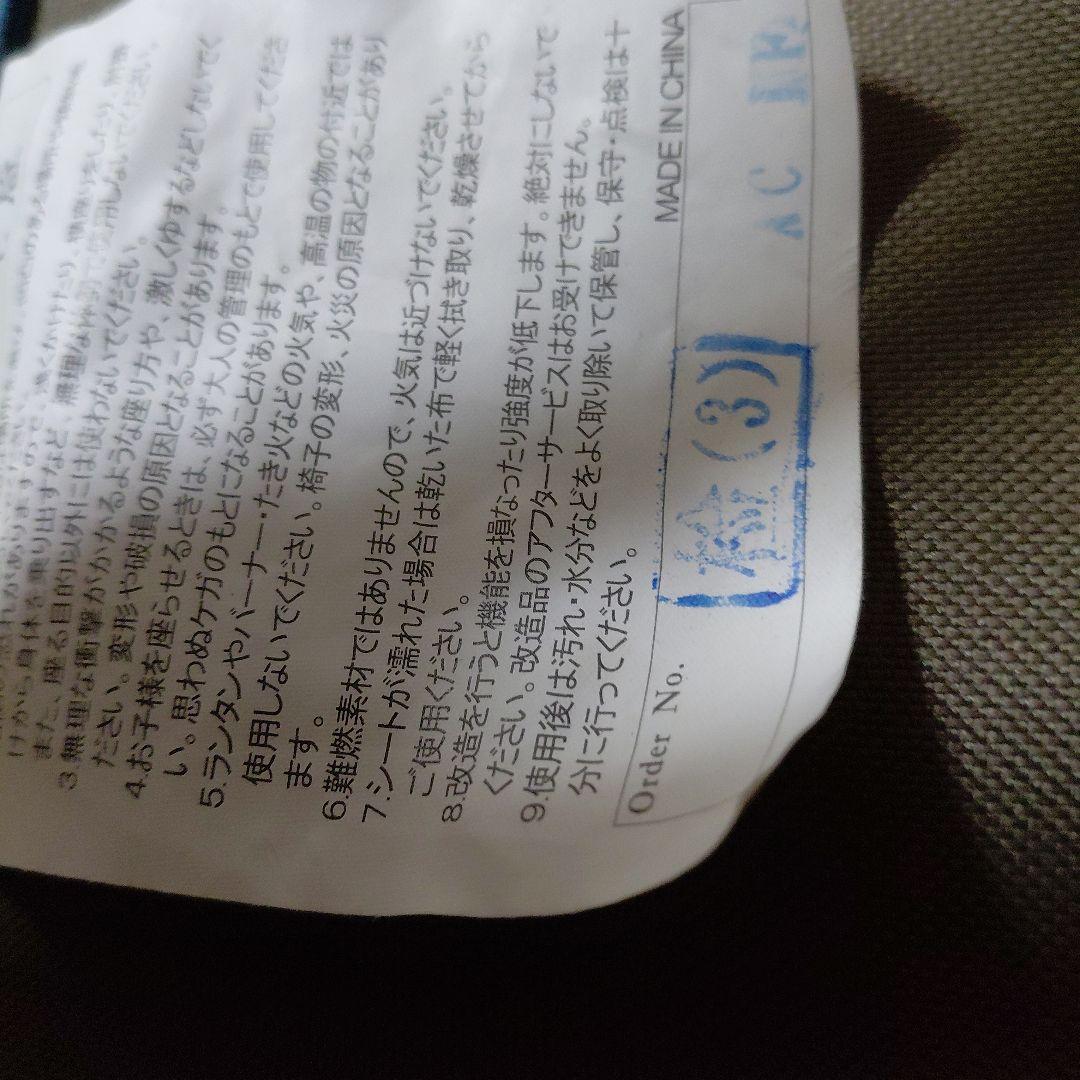 けから身体を乗り出すなど
また、座る目的以外には使わないでください。
3.無理な衝撃がかかるような座り方や、激しくゆするなどしないでく
ださい。変形や破損の原因となることがあります。
4.お子様を座らせるときは、必ず大人の管理のもとで使用してくださ
い。思わぬケガのもとになることがあります。
5.ランタンやバーナー・たき火などの火気や、高温の物の付近では
使用しないでください。椅子の変形、火災の原因となることがあり
ます。
6.難燃素材ではありませんので、火気は近づけないでください。
7.シートが濡れた場合は乾いた布で軽く拭き取り、乾燥させてから
ご使用ください。
8.改造を行うと機能を損なったり強度が低下します。絶対にしないで
ください。改造品のアフターサービスはお受けできません。
9.使用後は汚れ・水分などをよく取り除いて保管し、保守・点検は十
分に行ってください。
MADE IN CHINA
Order No.
検(3)